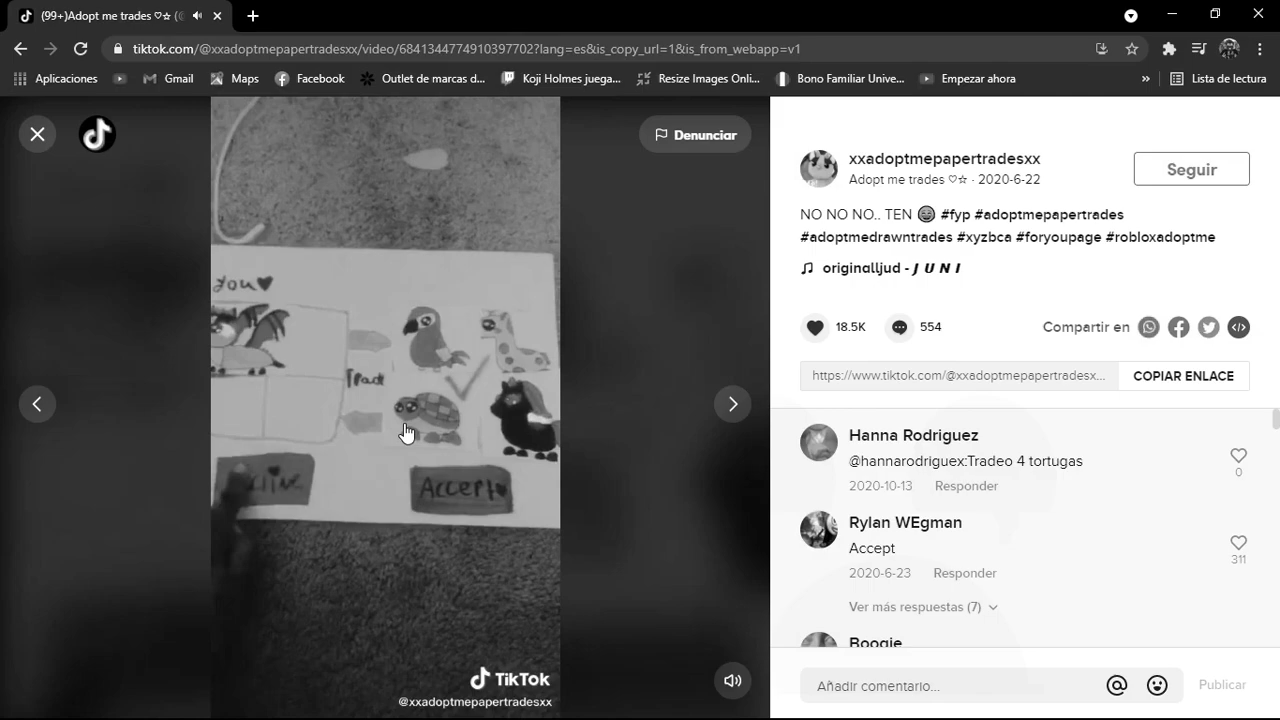 (99+)Adopt me trades ♡☆ (
tiktok.com/@xxadoptmepapertradesxx/video/6841344774910397702?lang=es&is_copy_url=1&is_from_webapp=v1
Aplicaciones
Gmail
Maps
Facebook
Outlet de marcas d...
Koji Holmes juega...
Resize Images Onli...
Bono Familiar Unive...
Empezar ahora
»
Lista de lectura
Denunciar
you♥
Accept♥
TikTok
@xxadoptmepapertradesxx
xxadoptmepapertradesxx
Adopt me trades ♡☆ · 2020-6-22
Seguir
NO NO NO.. TEN 😄 #fyp #adoptmepapertrades
#adoptmedrawntrades #xyzbca #foryoupage #robloxadoptme
♫ originalljud - J U N I
18.5K
554
Compartir en
https://www.tiktok.com/@xxadoptmepapertradesx...
COPIAR ENLACE
Hanna Rodriguez
@hannarodriguex:Tradeo 4 tortugas
2020-10-13 Responder
0
Rylan WEgman
Accept
311
2020-6-23 Responder
Ver más respuestas (7)
Boogie
Añadir comentario...
Publicar